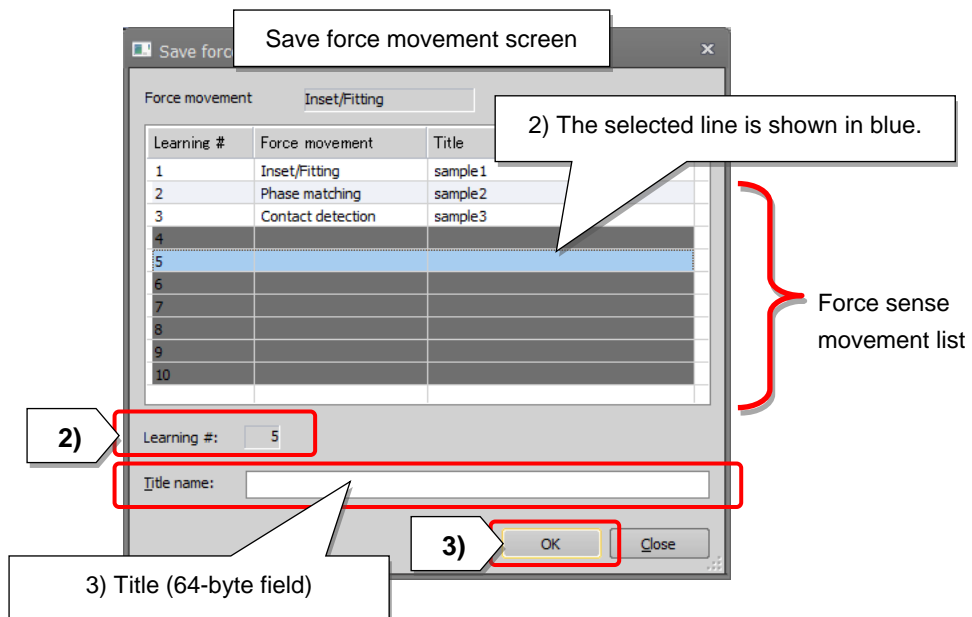 Save force movement screen
Save forc
x
Force movement Inset/Fitting
2) The selected line is shown in blue.
Learning # Force movement Title
1 Inset/Fitting sample1
2 Phase matching sample2
3 Contact detection sample3
4
5
6
7
8
9
10
Force sense
movement list
2)
Learning #: 5
Title name:
3) OK Close
3) Title (64-byte field)